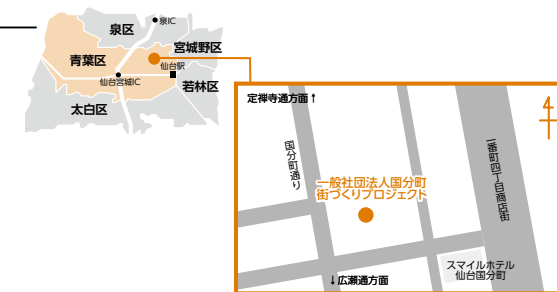 泉区
泉IC
宮城野区
青葉区
仙台駅
仙台宮城IC
若林区
太白区
定禅寺通方面↑
国分町通り
一番町四丁目商店街
一般社団法人国分町
街づくりプロジェクト
スマイルホテル
仙台国分町
↓広瀬通方面
4